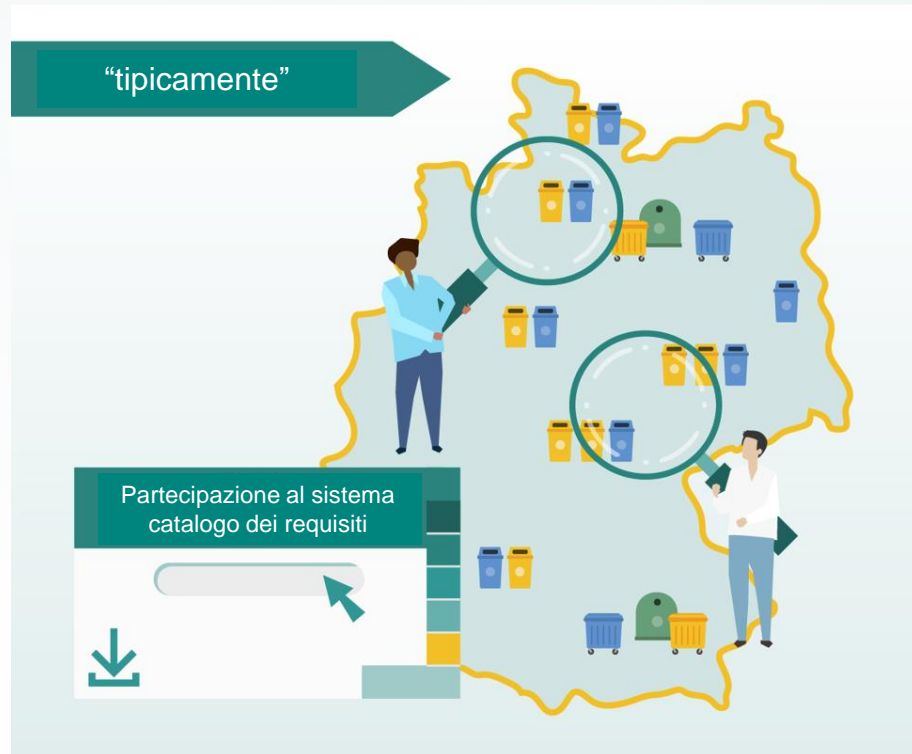 “tipicamente”
Partecipazione al sistema
catalogo dei requisiti